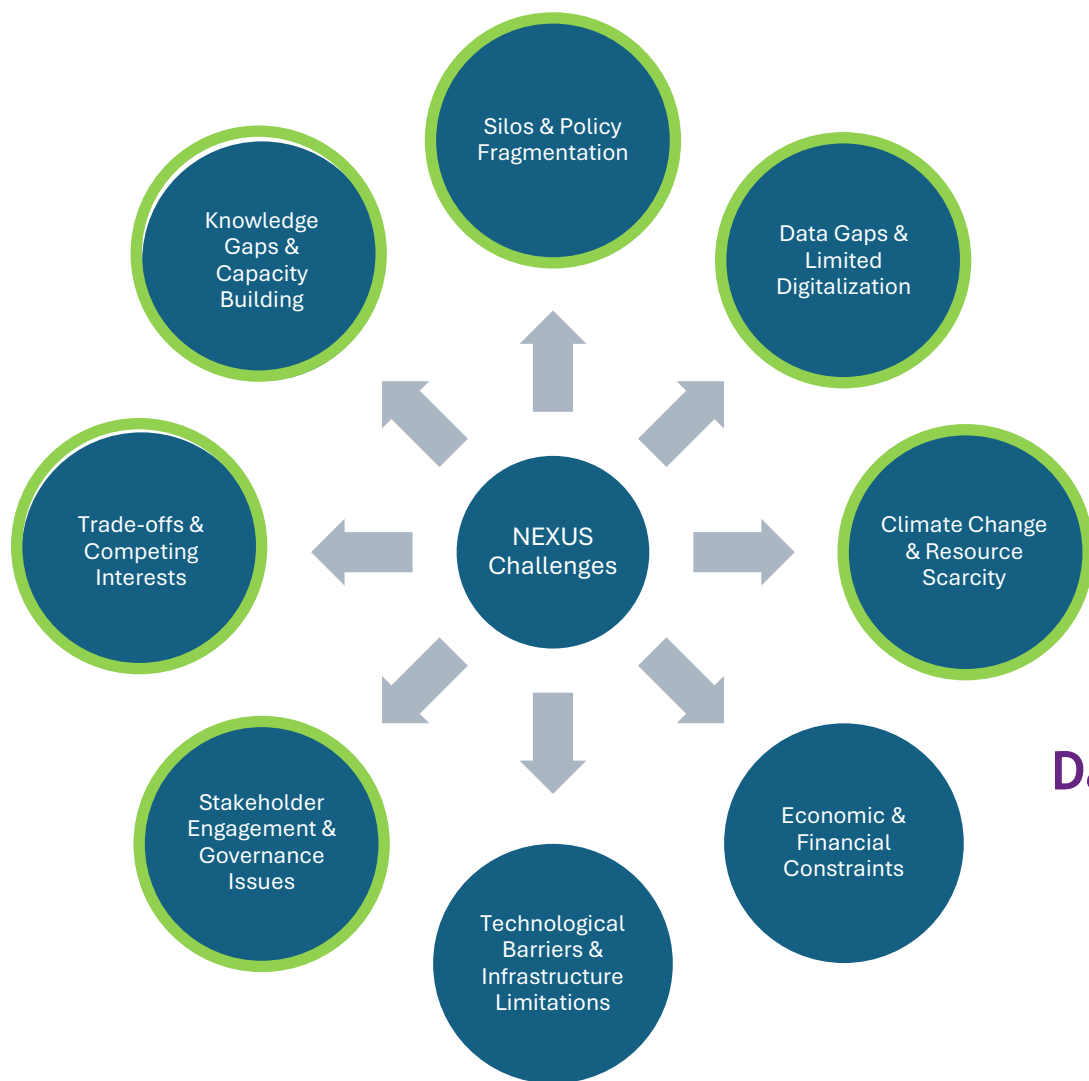 Silos & Policy
Fragmentation
Data Gaps &
Limited
Digitalization
Climate Change
& Resource
Scarcity
Economic &
Financial
Constraints
Technological
Barriers &
Infrastructure
Limitations
Stakeholder
Engagement &
Governance
Issues
Trade-offs &
Competing
Interests
Knowledge
Gaps &
Capacity
Building
NEXUS
Challenges